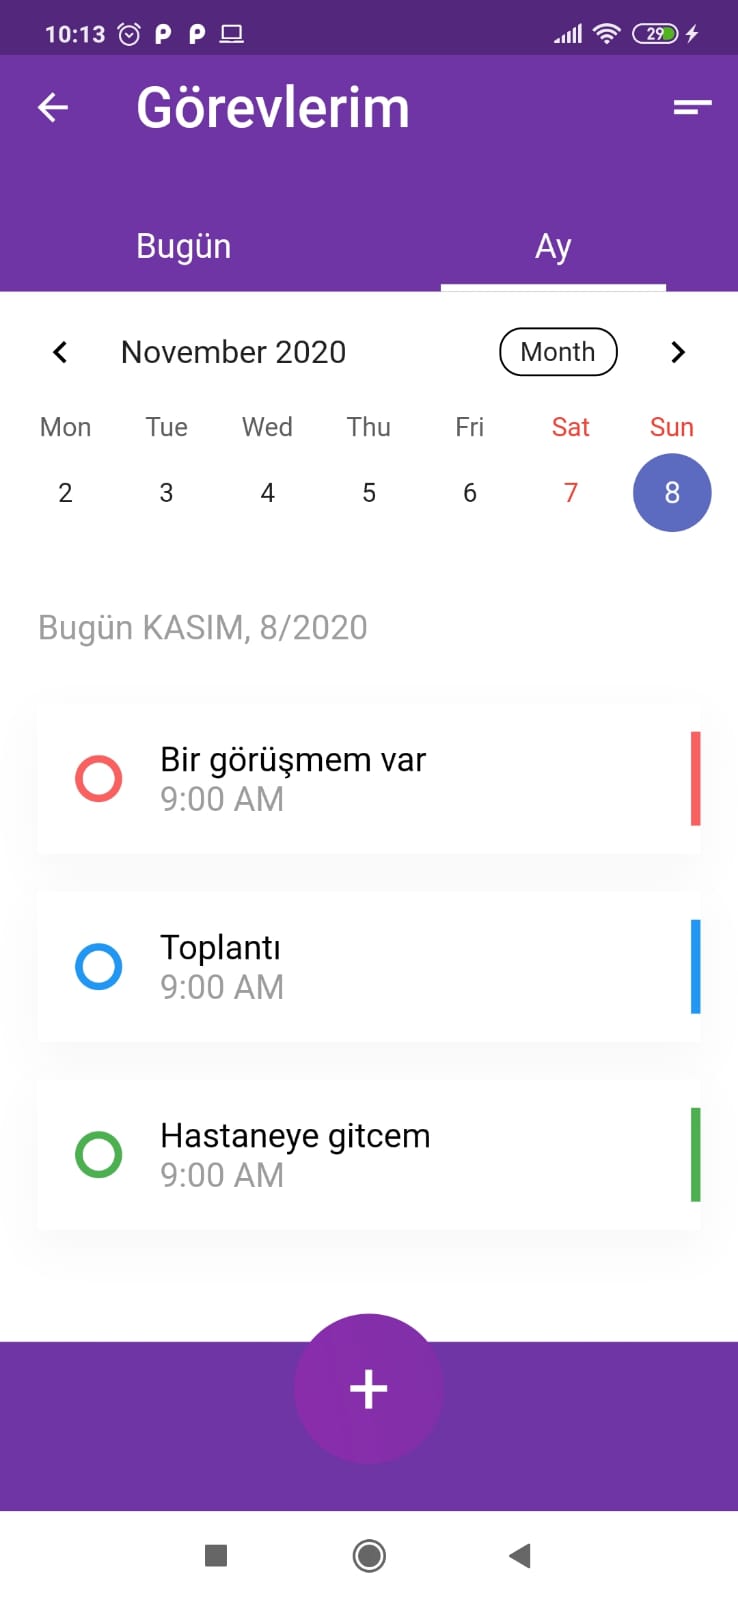 10:13
29
Görevlerim
Bugün Ay
November 2020 Month
Mon Tue Wed Thu Fri Sat Sun
2 3 4 5 6 7 8
Bugün KASIM, 8/2020
Bir görüşmem var
9:00 AM
Toplantı
9:00 AM
Hastaneye gitcem
9:00 AM